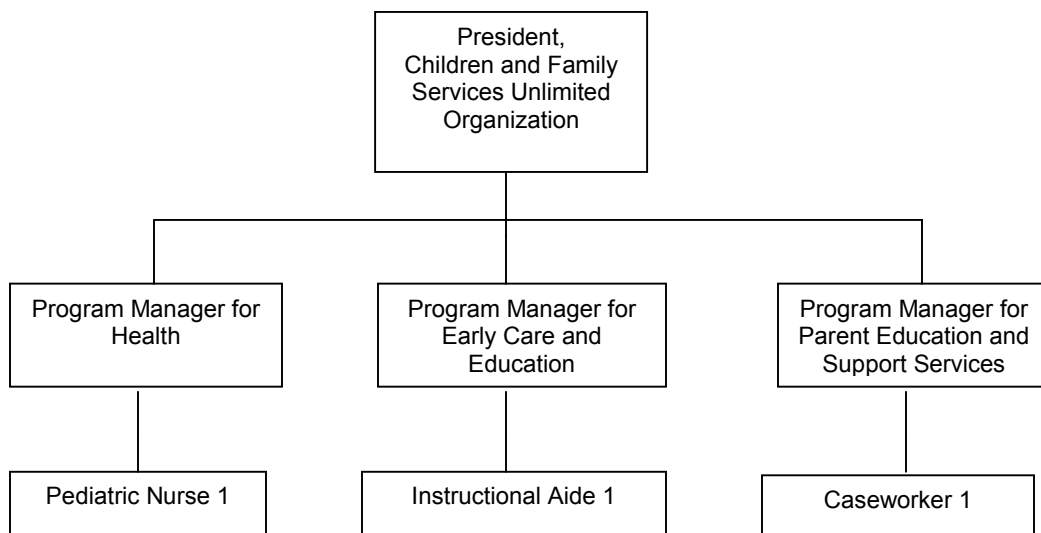 President,
Children and Family
Services Unlimited
Organization
Program Manager for
Health
Program Manager for
Early Care and
Education
Program Manager for
Parent Education and
Support Services
Pediatric Nurse 1
Instructional Aide 1
Caseworker 1